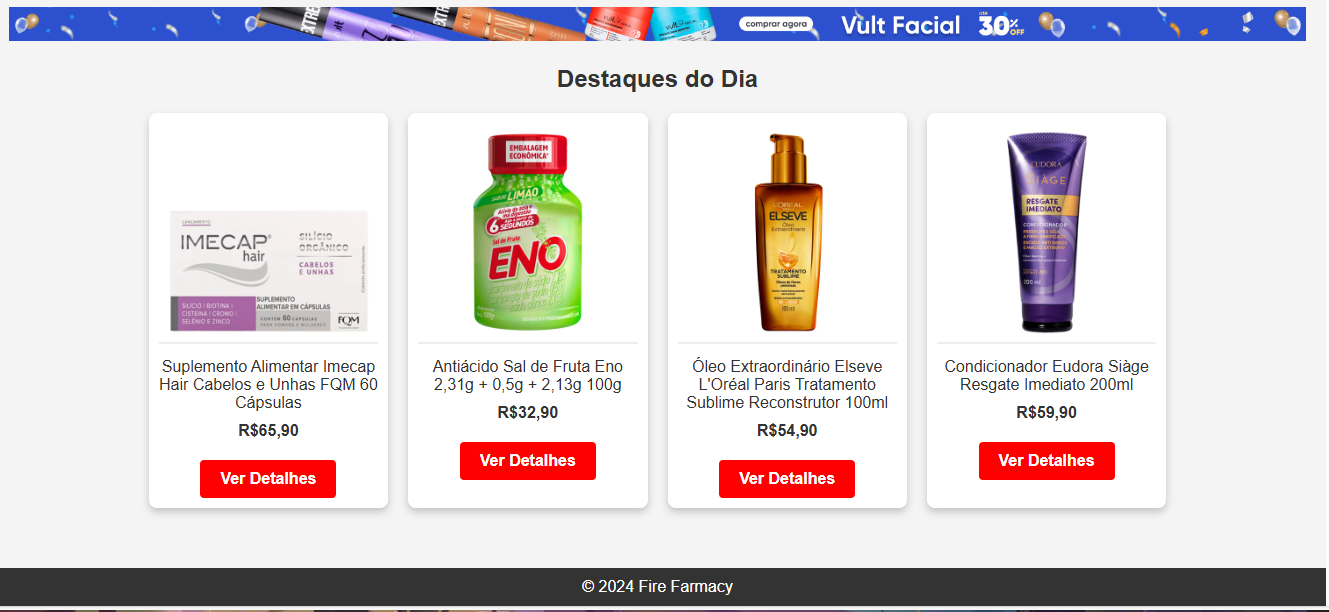 comprar agora
Vult Facial
até
30%
OFF
Destaques do Dia
LANÇAMENTO
IMECAP
hair
SILÍCIO
ORGÂNICO
CABELOS
E UNHAS
SILÍCIO | BIOTINA |
CISTEINA | CROMO |
SELÊNIO E ZINCO
SUPLEMENTO
ALIMENTAR EM CÁPSULAS
CONTÉM 60 CÁPSULAS
FQM
EMBALAGEM
ECONÔMICA*
SABOR LIMÃO
6 SEGUNDOS
Sal de Fruta
ENO
L'ORÉAL
ELSEVE
Óleo
Extraordinário
TRATAMENTO
SUBLIME
100ml
EUDORA
SIÀGE
RESGATE
IMEDIATO
CONDICIONADOR
200 ml
Suplemento Alimentar Imecap
Hair Cabelos e Unhas FQM 60
Cápsulas
R$65,90
Ver Detalhes
Antiácido Sal de Fruta Eno
2,31g + 0,5g + 2,13g 100g
R$32,90
Ver Detalhes
Óleo Extraordinário Elseve
L'Oréal Paris Tratamento
Sublime Reconstrutor 100ml
R$54,90
Ver Detalhes
Condicionador Eudora Siàge
Resgate Imediato 200ml
R$59,90
Ver Detalhes
© 2024 Fire Farmacy